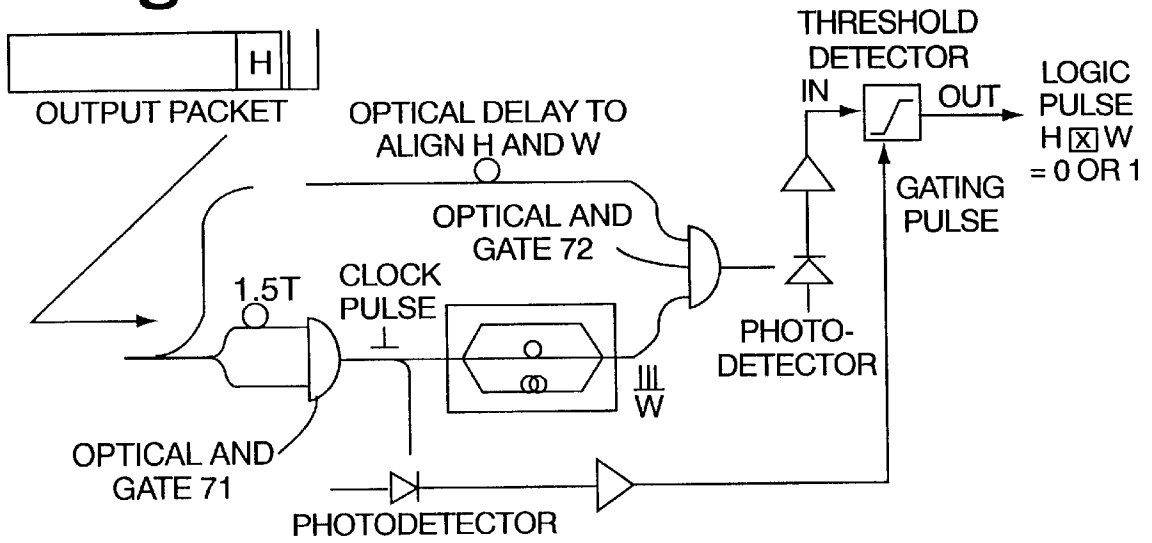 H
OUTPUT PACKET
OPTICAL DELAY TO
ALIGN H AND W
THRESHOLD
DETECTOR
IN
OUT
LOGIC
PULSE
H X W
= 0 OR 1
GATING
PULSE
OPTICAL AND
GATE 72
1.5T
CLOCK
PULSE
PHOTO-
DETECTOR
W
OPTICAL AND
GATE 71
PHOTODETECTOR